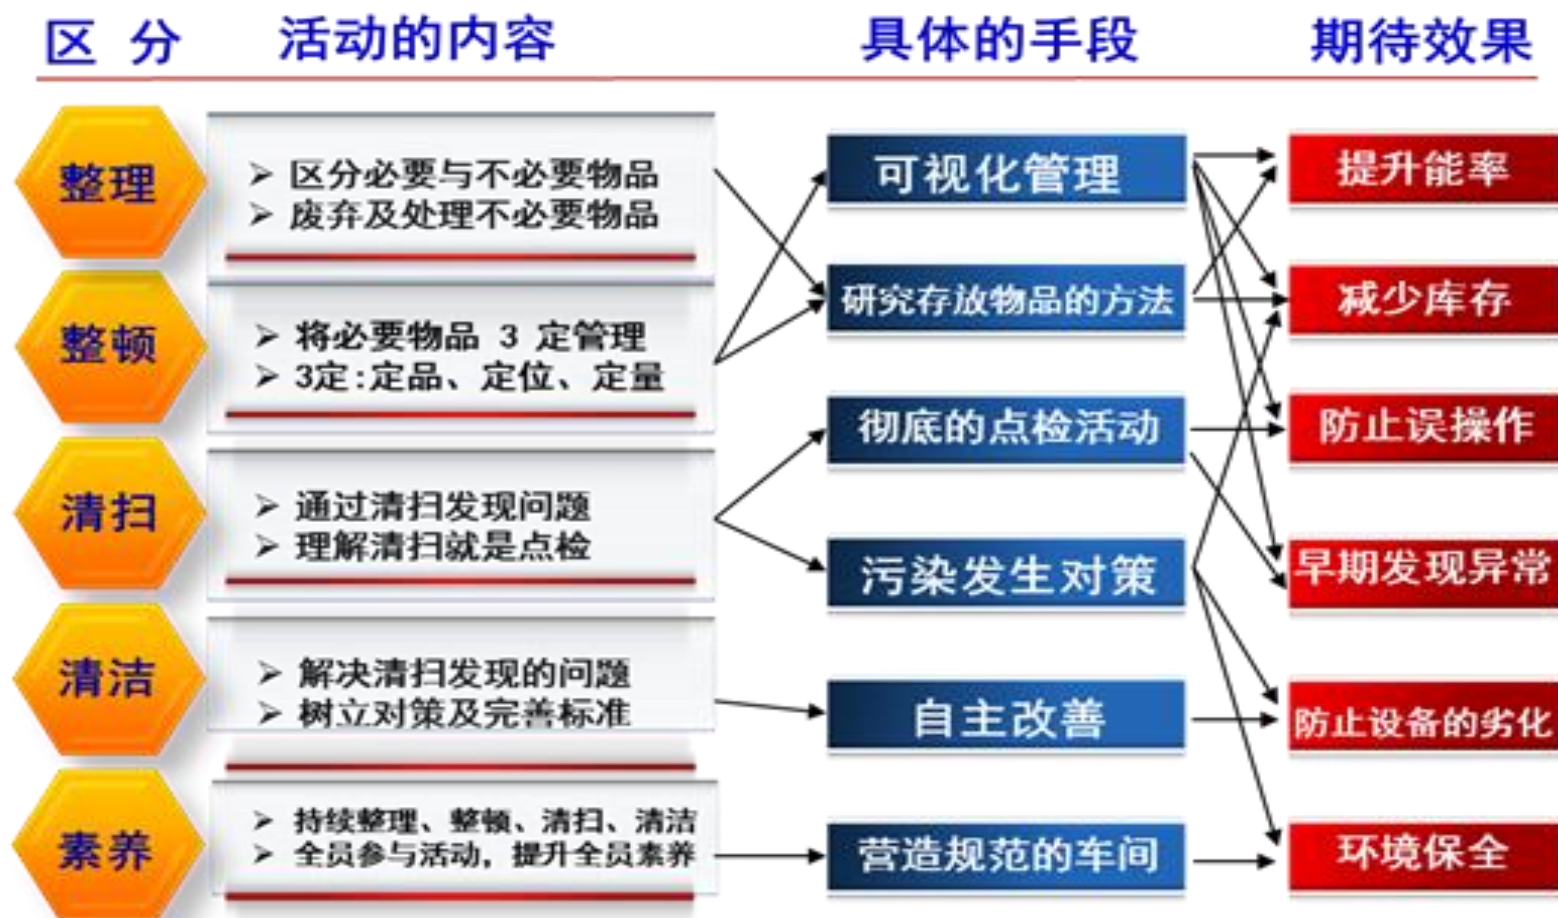 区 分 活动的内容 具体的手段 期待效果
整理
区分必要与不必要物品
废弃及处理不必要物品
可视化管理
提升能率
整顿
将必要物品 3 定管理
3定:定品、定位、定量
研究存放物品的方法
减少库存
彻底的点检活动
防止误操作
清扫
通过清扫发现问题
理解清扫就是点检
污染发生对策
早期发现异常
清洁
解决清扫发现的问题
树立对策及完善标准
自主改善
防止设备的劣化
素养
持续整理、整顿、清扫、清洁
全员参与活动，提升全员素养
营造规范的车间
环境保全